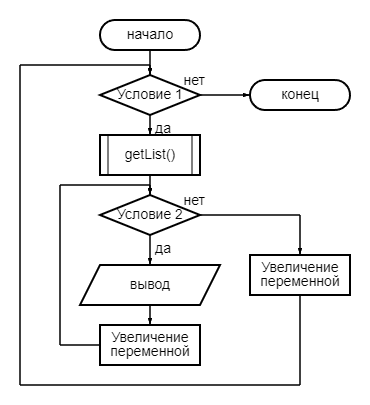 начало
нет
Условие 1
конец
да
getList()
нет
Условие 2
да
Увеличение
переменной
вывод
Увеличение
переменной